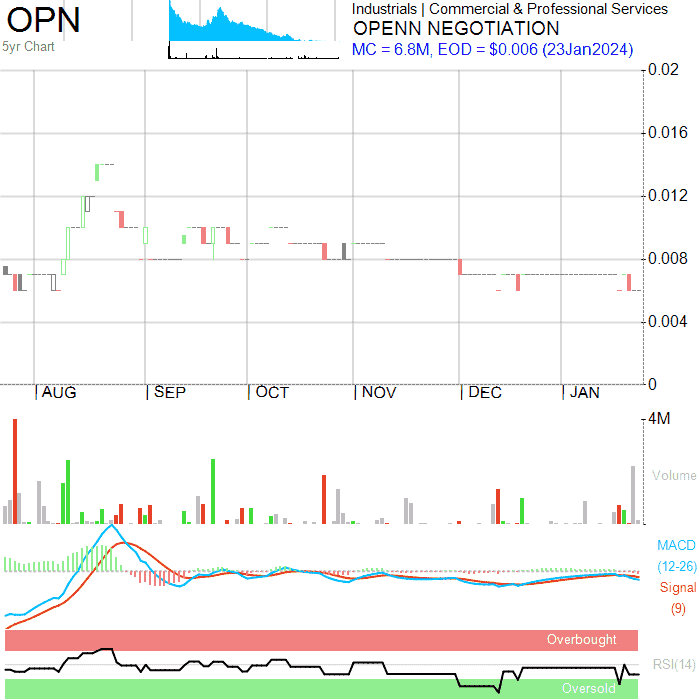 OPN
5yr Chart
Industrials | Commercial & Professional Services
OPENN NEGOTIATION
MC = 6.8M, EOD = $0.006 (23Jan2024)
0.02
0.016
0.012
0.008
0.004
0
AUG SEP OCT NOV DEC JAN
4M
Volume
MACD
(12-26)
Signal
(9)
Overbought
RSI(14)
Oversold